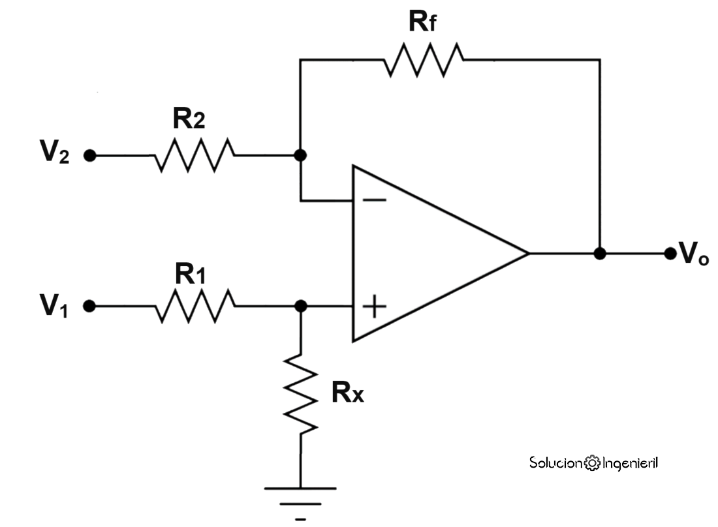 Rf
R2
V2
R1
V1
Vo
Rx
Solucion Ingenieril